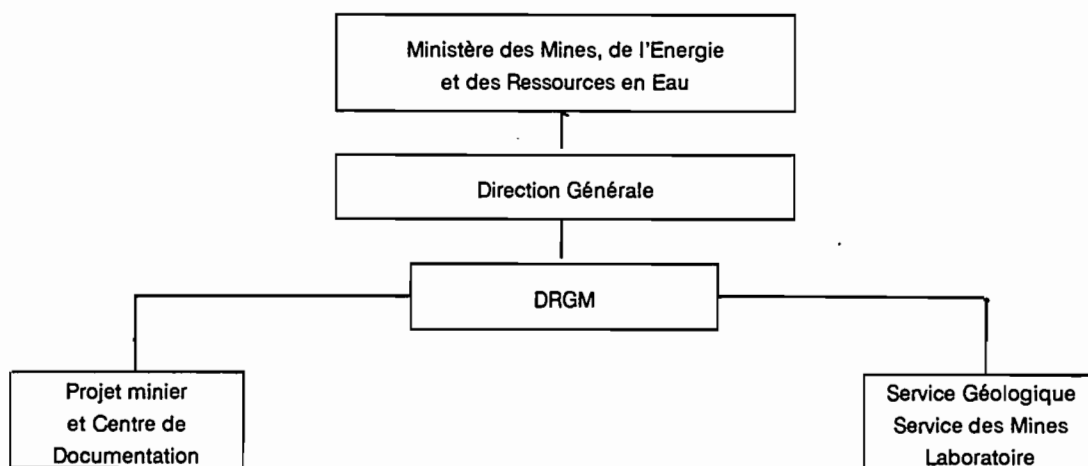 Ministère des Mines, de l'Energie
et des Ressources en Eau
Direction Générale
DRGM
Projet minier
et Centre de
Documentation
Service Géologique
Service des Mines
Laboratoire